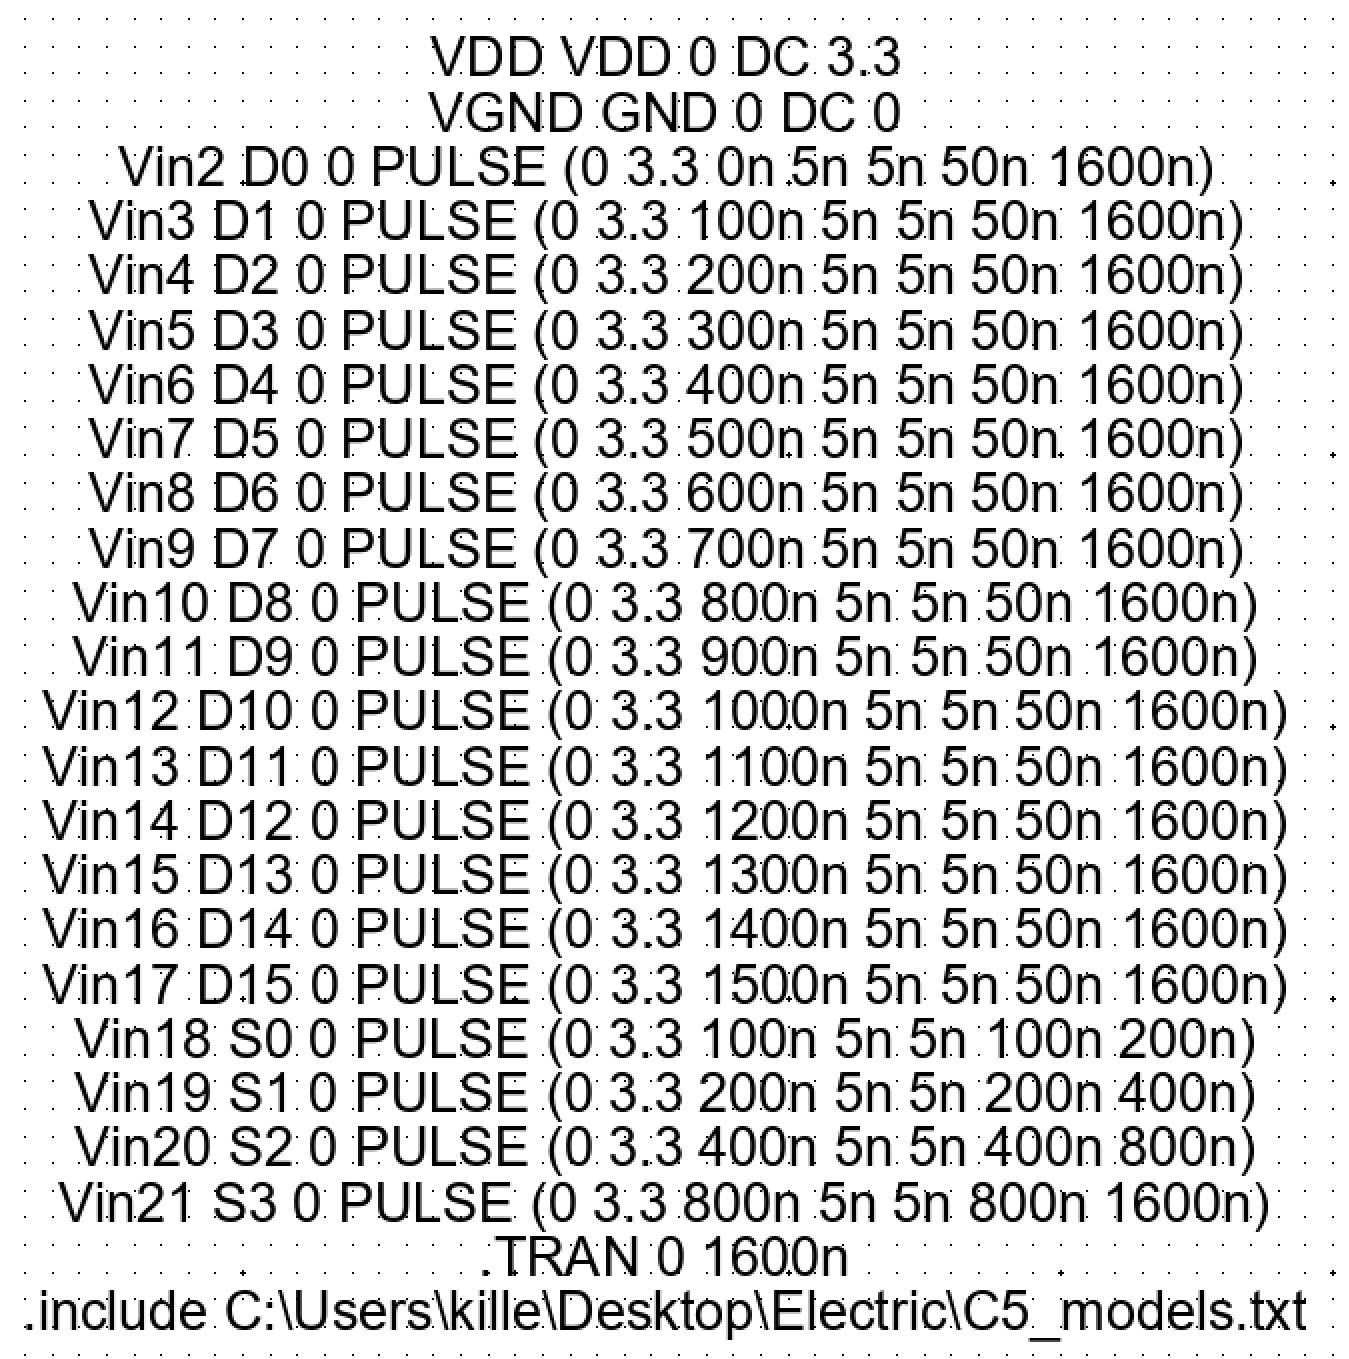 VDD VDD 0 DC 3.3
VGND GND 0 DC 0
Vin2 D0 0 PULSE (0 3.3 0n 5n 5n 50n 1600n)
Vin3 D1 0 PULSE (0 3.3 100n 5n 5n 50n 1600n)
Vin4 D2 0 PULSE (0 3.3 200n 5n 5n 50n 1600n)
Vin5 D3 0 PULSE (0 3.3 300n 5n 5n 50n 1600n)
Vin6 D4 0 PULSE (0 3.3 400n 5n 5n 50n 1600n)
Vin7 D5 0 PULSE (0 3.3 500n 5n 5n 50n 1600n)
Vin8 D6 0 PULSE (0 3.3 600n 5n 5n 50n 1600n)
Vin9 D7 0 PULSE (0 3.3 700n 5n 5n 50n 1600n)
Vin10 D8 0 PULSE (0 3.3 800n 5n 5n 50n 1600n)
Vin11 D9 0 PULSE (0 3.3 900n 5n 5n 50n 1600n)
Vin12 D10 0 PULSE (0 3.3 1000n 5n 5n 50n 1600n)
Vin13 D11 0 PULSE (0 3.3 1100n 5n 5n 50n 1600n)
Vin14 D12 0 PULSE (0 3.3 1200n 5n 5n 50n 1600n)
Vin15 D13 0 PULSE (0 3.3 1300n 5n 5n 50n 1600n)
Vin16 D14 0 PULSE (0 3.3 1400n 5n 5n 50n 1600n)
Vin17 D15 0 PULSE (0 3.3 1500n 5n 5n 50n 1600n)
Vin18 S0 0 PULSE (0 3.3 100n 5n 5n 100n 200n)
Vin19 S1 0 PULSE (0 3.3 200n 5n 5n 200n 400n)
Vin20 S2 0 PULSE (0 3.3 400n 5n 5n 400n 800n)
Vin21 S3 0 PULSE (0 3.3 800n 5n 5n 800n 1600n)
.TRAN 0 1600n
.include C:\Users\kille\Desktop\Electric\C5_models.txt